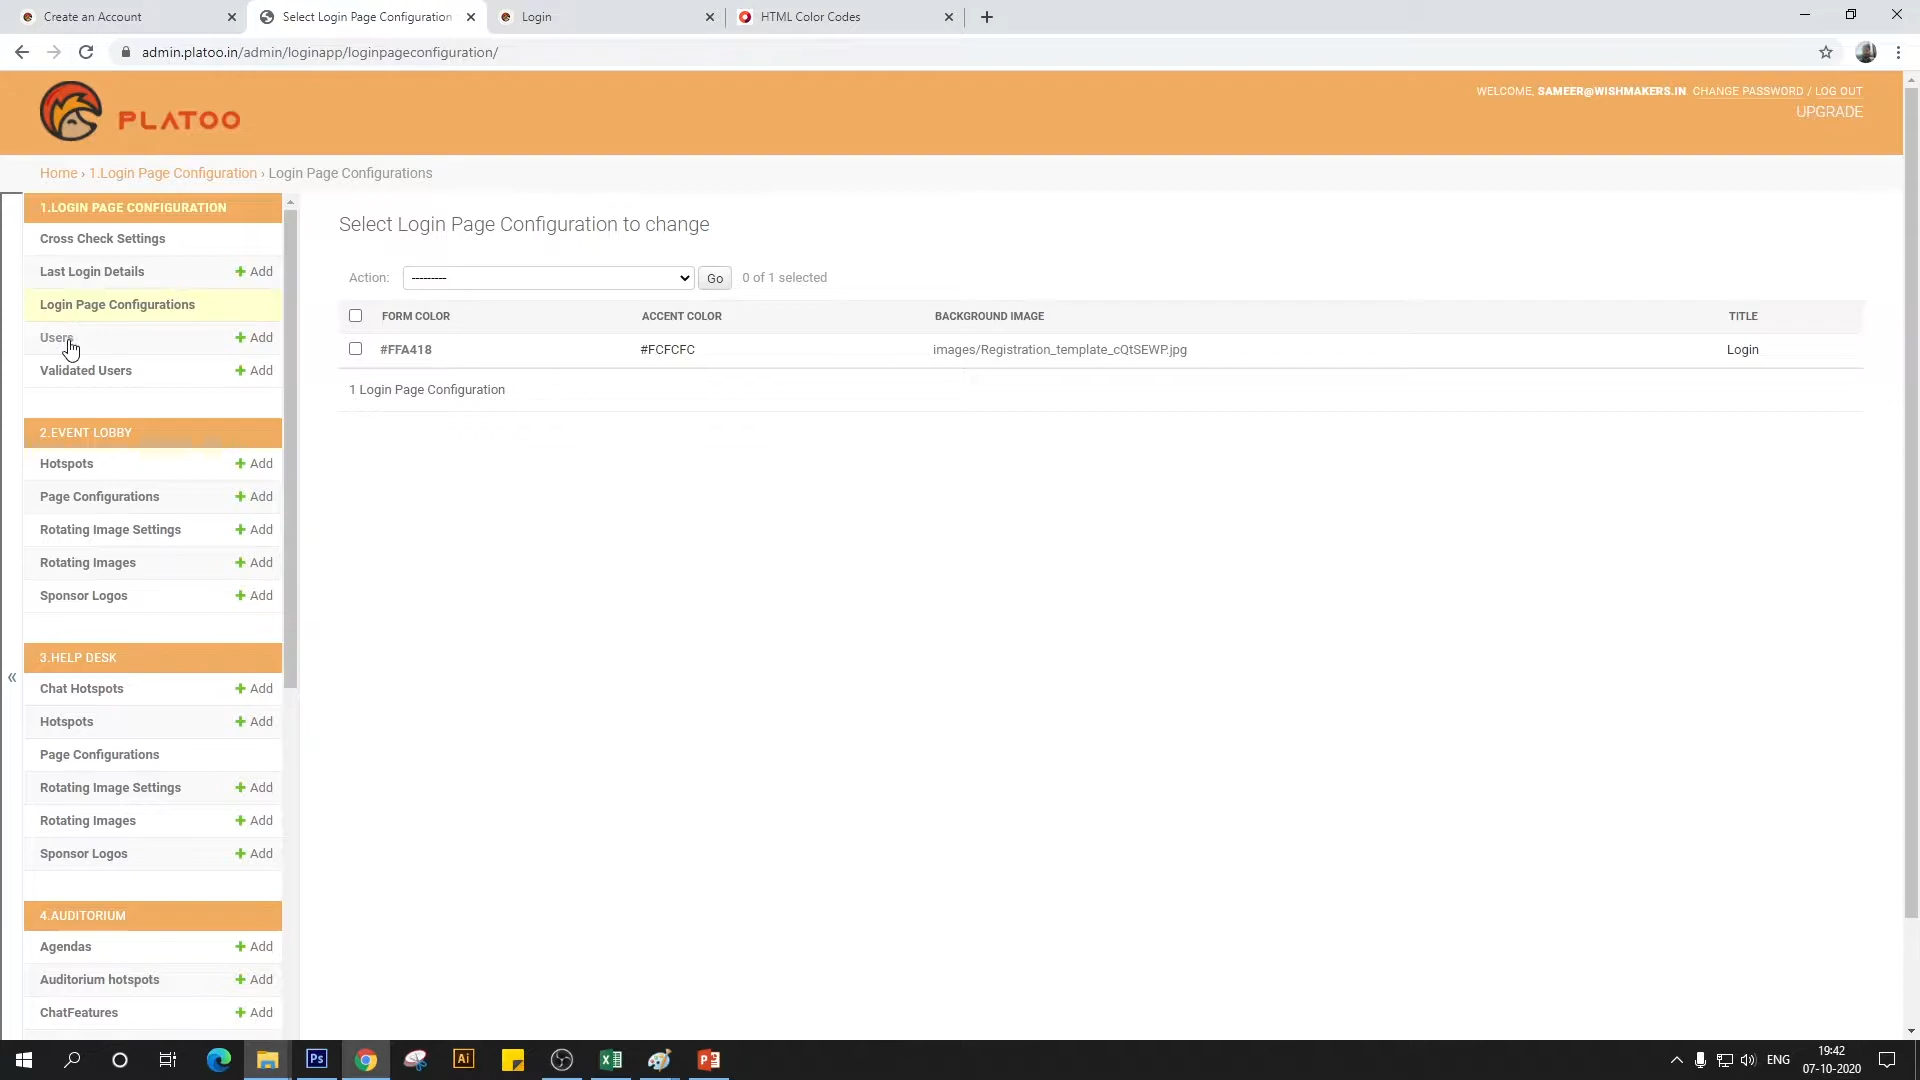 Create an Account
Select Login Page Configuration
Login
HTML Color Codes
admin.platoo.in/admin/loginapp/loginpageconfiguration/
PLATOO
WELCOME, SAMEER@WISHMAKERS.IN. CHANGE PASSWORD / LOG OUT
UPGRADE
Home › 1.Login Page Configuration › Login Page Configurations
1.LOGIN PAGE CONFIGURATION
Cross Check Settings
Last Login Details Add
Login Page Configurations
Users Add
Validated Users Add
2.EVENT LOBBY
Hotspots Add
Page Configurations Add
Rotating Image Settings Add
Rotating Images Add
Sponsor Logos Add
3.HELP DESK
Chat Hotspots Add
Hotspots Add
Page Configurations
Rotating Image Settings Add
Rotating Images Add
Sponsor Logos Add
4.AUDITORIUM
Agendas Add
Auditorium hotspots Add
ChatFeatures Add
Select Login Page Configuration to change
Action: --------- Go 0 of 1 selected
FORM COLOR ACCENT COLOR BACKGROUND IMAGE TITLE
#FFA418 #FCFCFC images/Registration_template_cQtSEWP.jpg Login
1 Login Page Configuration
Ps
Ai
ENG
19:42
07-10-2020